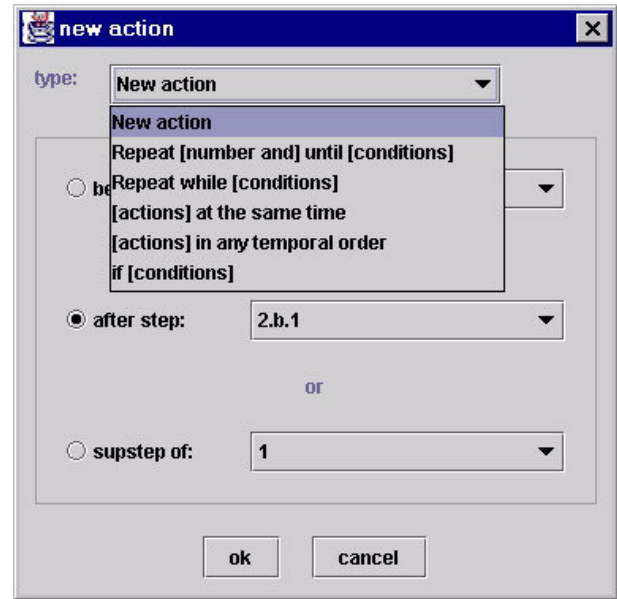 new action
type: New action
New action
Repeat [number and] until [conditions]
be
Repeat while [conditions]
[actions] at the same time
[actions] in any temporal order
if [conditions]
after step: 2.b.1
or
supstep of: 1
ok cancel